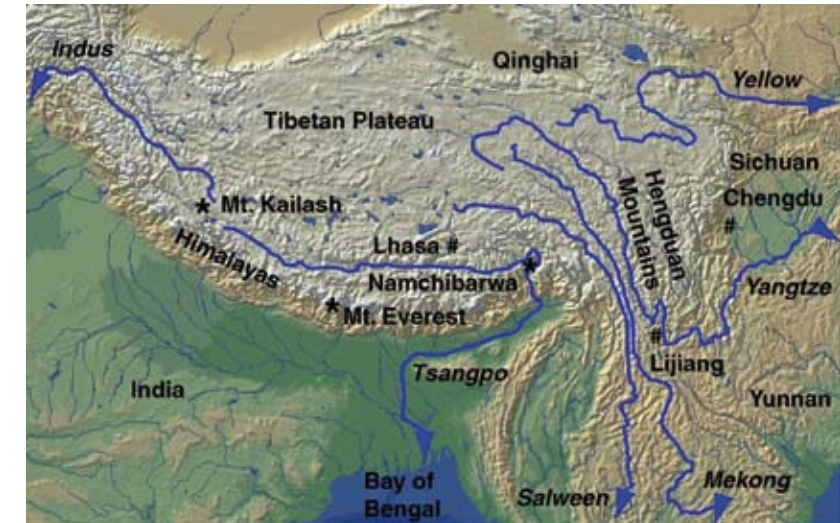 Indus
Qinghai
Yellow
Tibetan Plateau
Sichuan
Mt. Kailash
Hengduan
Mountains
Chengdu
#
Himalayas
Lhasa #
Namchibarwa
Yangtze
Mt. Everest
#
Lijiang
Tsangpo
India
Yunnan
Bay of
Bengal
Salween
Mekong